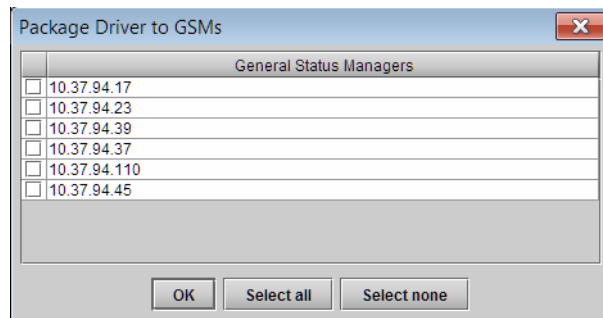 Package Driver to GSMs
General Status Managers
10.37.94.17
10.37.94.23
10.37.94.39
10.37.94.37
10.37.94.110
10.37.94.45
OK Select all Select none